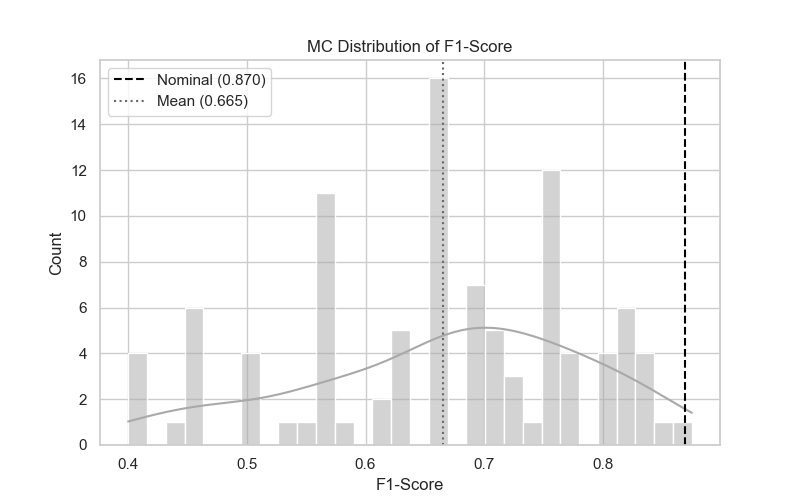 MC Distribution of F1-Score
Nominal (0.870)
Mean (0.665)
16
14
12
10
8
6
4
2
0
Count
0.4 0.5 0.6 0.7 0.8
F1-Score